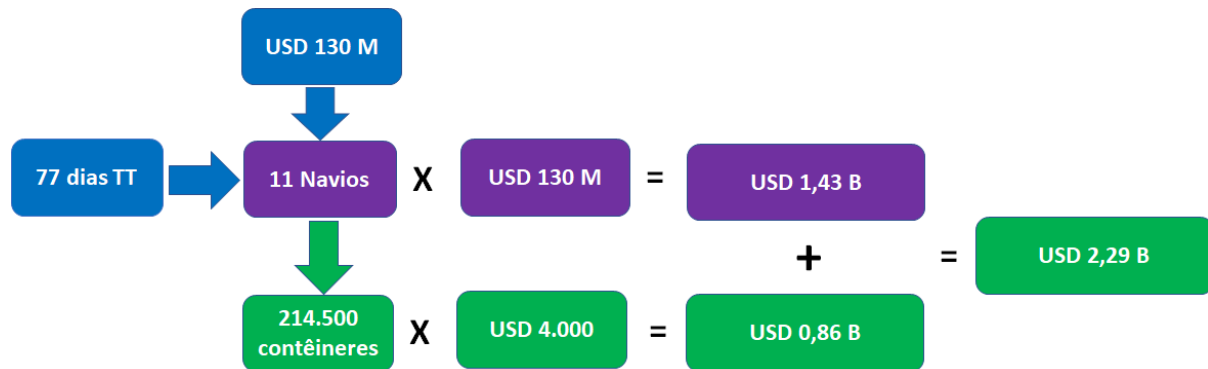 USD 130 M
77 dias TT
11 Navios
X
USD 130 M
=
USD 1,43 B
+
=
USD 2,29 B
214.500
contêineres
X
USD 4.000
=
USD 0,86 B